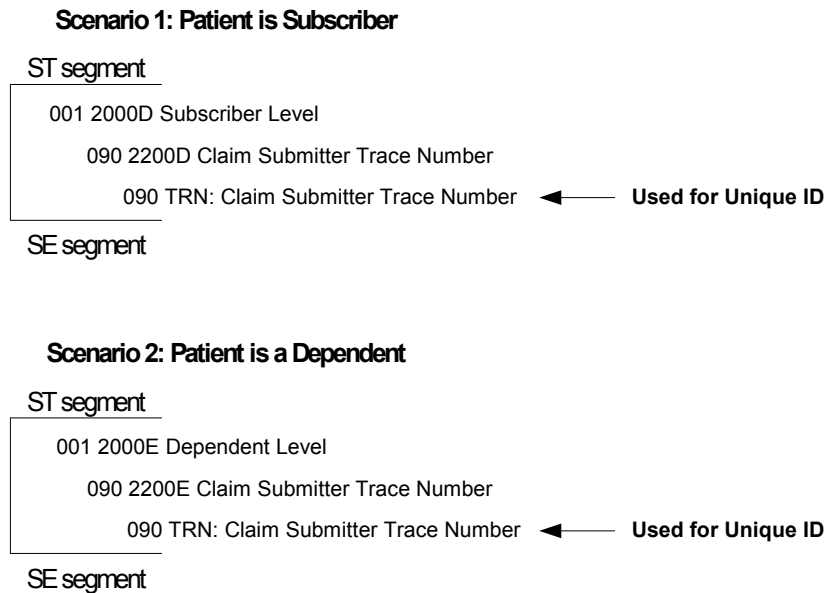 Scenario 1: Patient is Subscriber
ST segment
001 2000D Subscriber Level
090 2200D Claim Submitter Trace Number
090 TRN: Claim Submitter Trace Number Used for Unique ID
SE segment
Scenario 2: Patient is a Dependent
ST segment
001 2000E Dependent Level
090 2200E Claim Submitter Trace Number
090 TRN: Claim Submitter Trace Number Used for Unique ID
SE segment